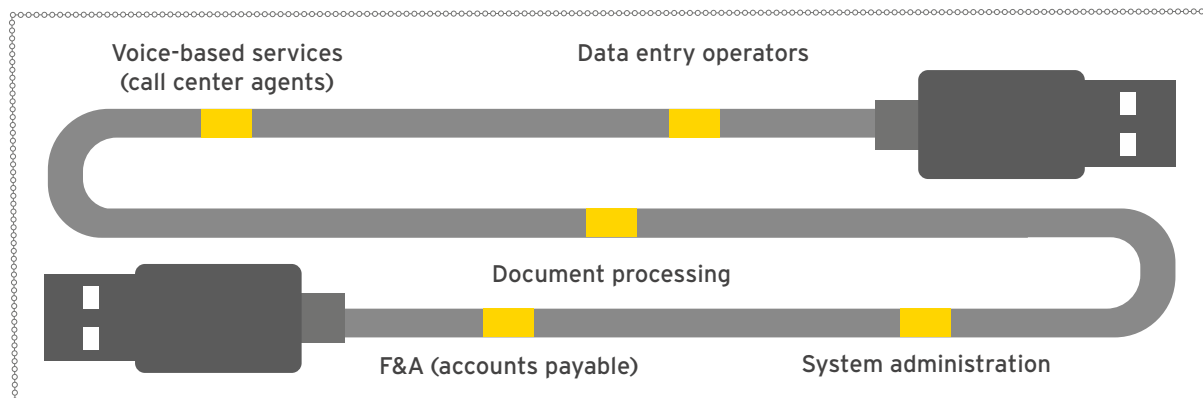 Voice-based services
(call center agents)
Data entry operators
Document processing
F&A (accounts payable)
System administration